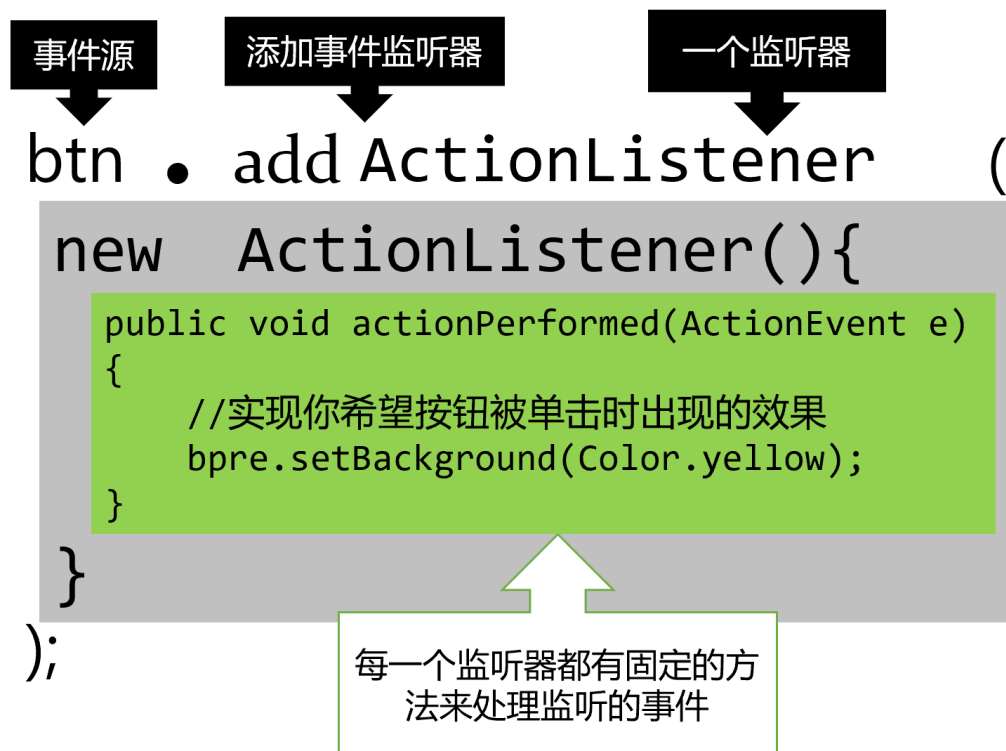 事件源
添加事件监听器
一个监听器
btn . add ActionListener (
new ActionListener(){
public void actionPerformed(ActionEvent e)
{
//实现你希望按钮被单击时出现的效果
bpre.setBackground(Color.yellow);
}
}
);
每一个监听器都有固定的方
法来处理监听的事件